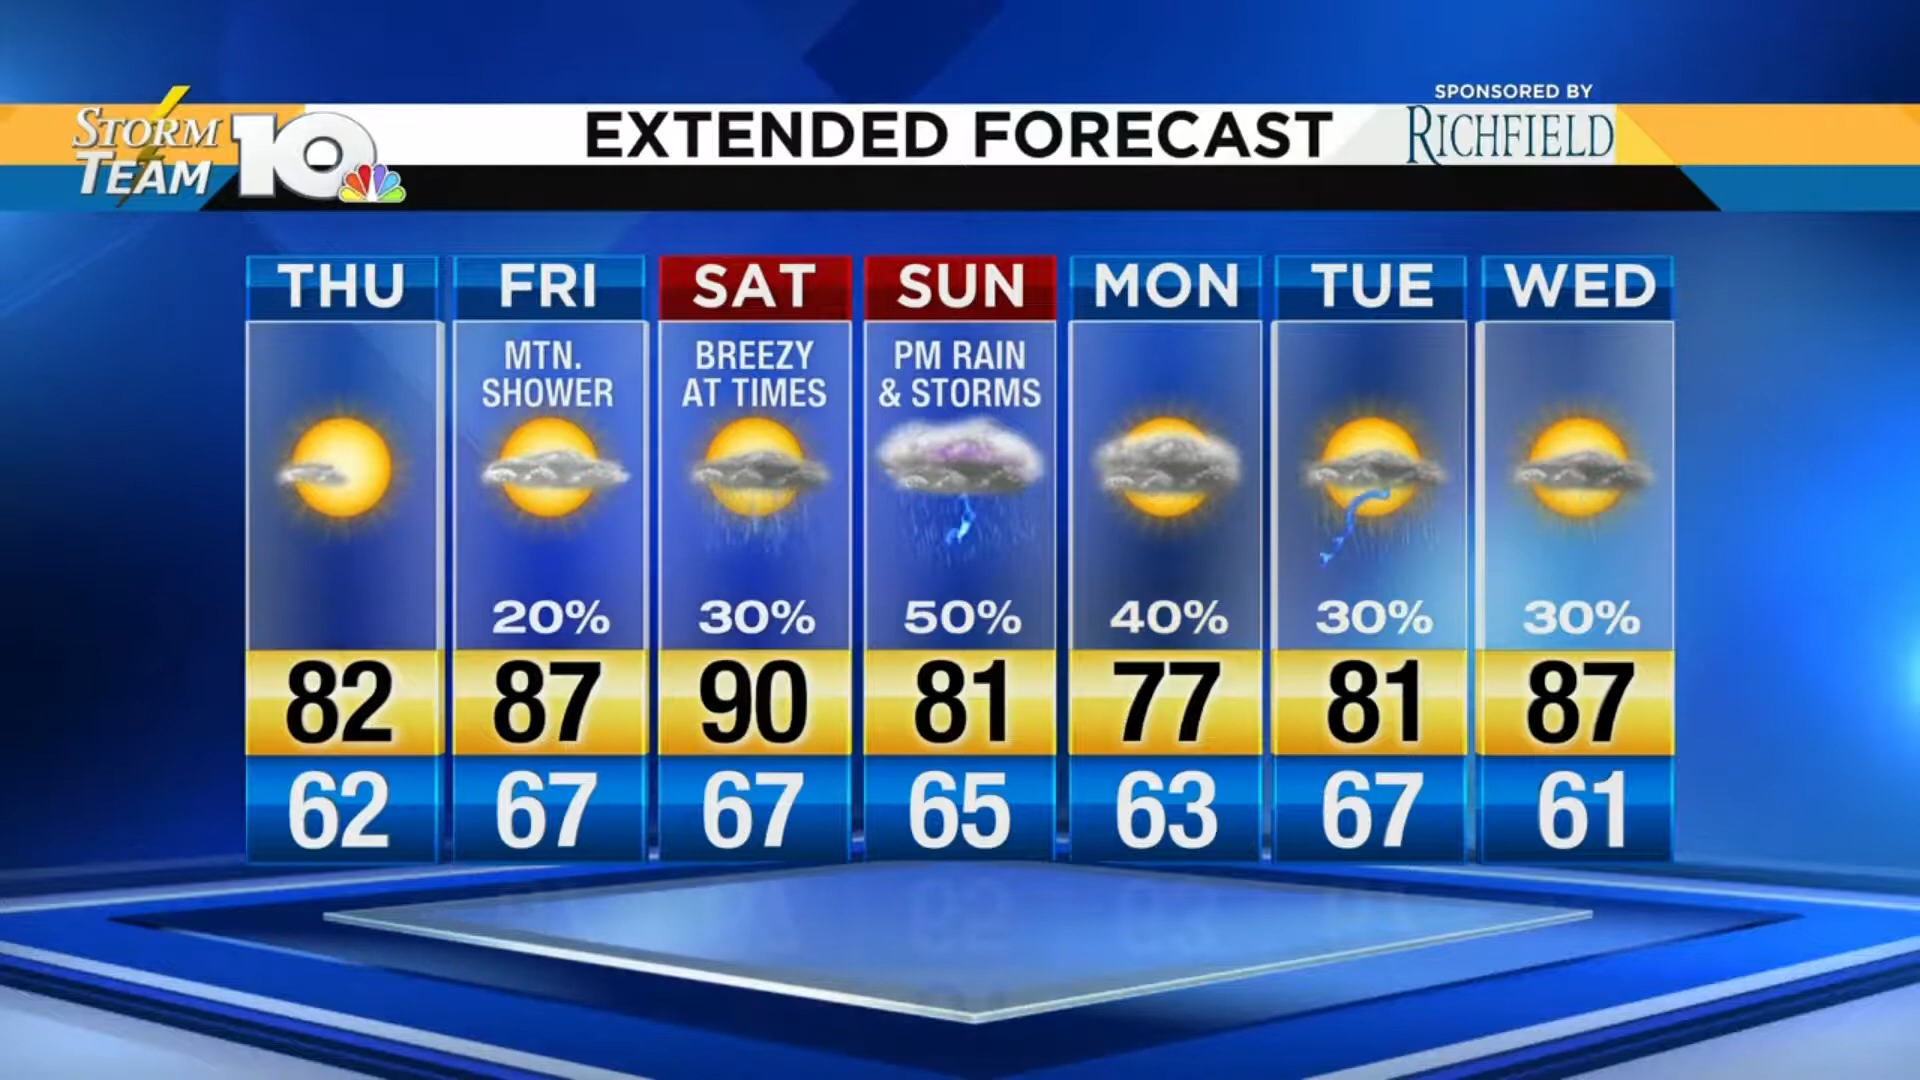 SPONSORED BY
STORM TEAM 10
EXTENDED FORECAST
RICHFIELD
THU FRI SAT SUN MON TUE WED
MTN. SHOWER
BREEZY AT TIMES
PM RAIN & STORMS
20% 30% 50% 40% 30% 30%
82 87 90 81 77 81 87
62 67 67 65 63 67 61